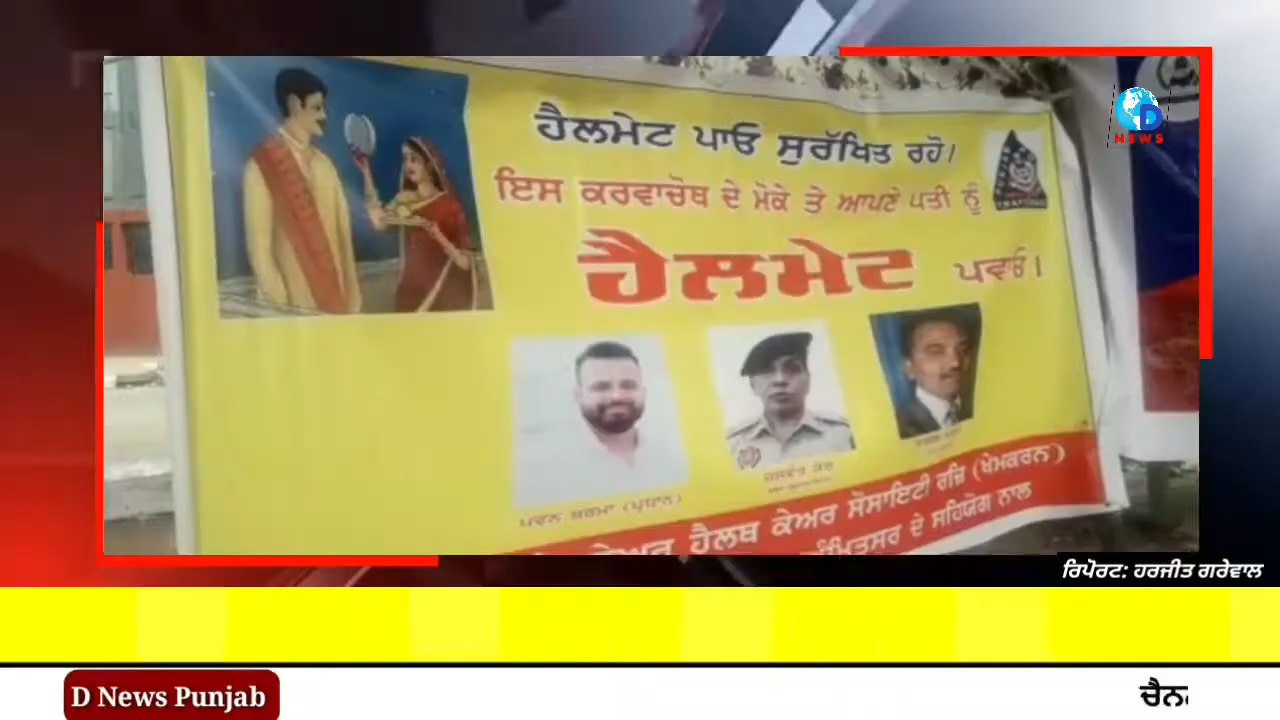 D
NEWS
ਹੈਲਮੇਟ ਪਾਓ ਸੁਰੱਖਿਤ ਰਹੋ।
ਇਸ ਕਰਵਾਚੋਥ ਦੇ ਮੋਕੇ ਤੇ ਆਪਣੇ ਪਤੀ ਨੂੰ
ਹੈਲਮੇਟ ਪਵਾਓ।
ਪਵਨ ਸ਼ਰਮਾ (ਪ੍ਰਧਾਨ)
ਹੈਲਥ ਕੇਅਰ ਸੋਸਾਇਟੀ ਰਜ਼ਿ (ਖੇਮਕਰਨ)
ਦੇ ਸਹਿਯੋਗ ਨਾਲ
ਰਿਪੋਰਟ: ਹਰਜੀਤ ਗਰੇਵਾਲ
D News Punjab